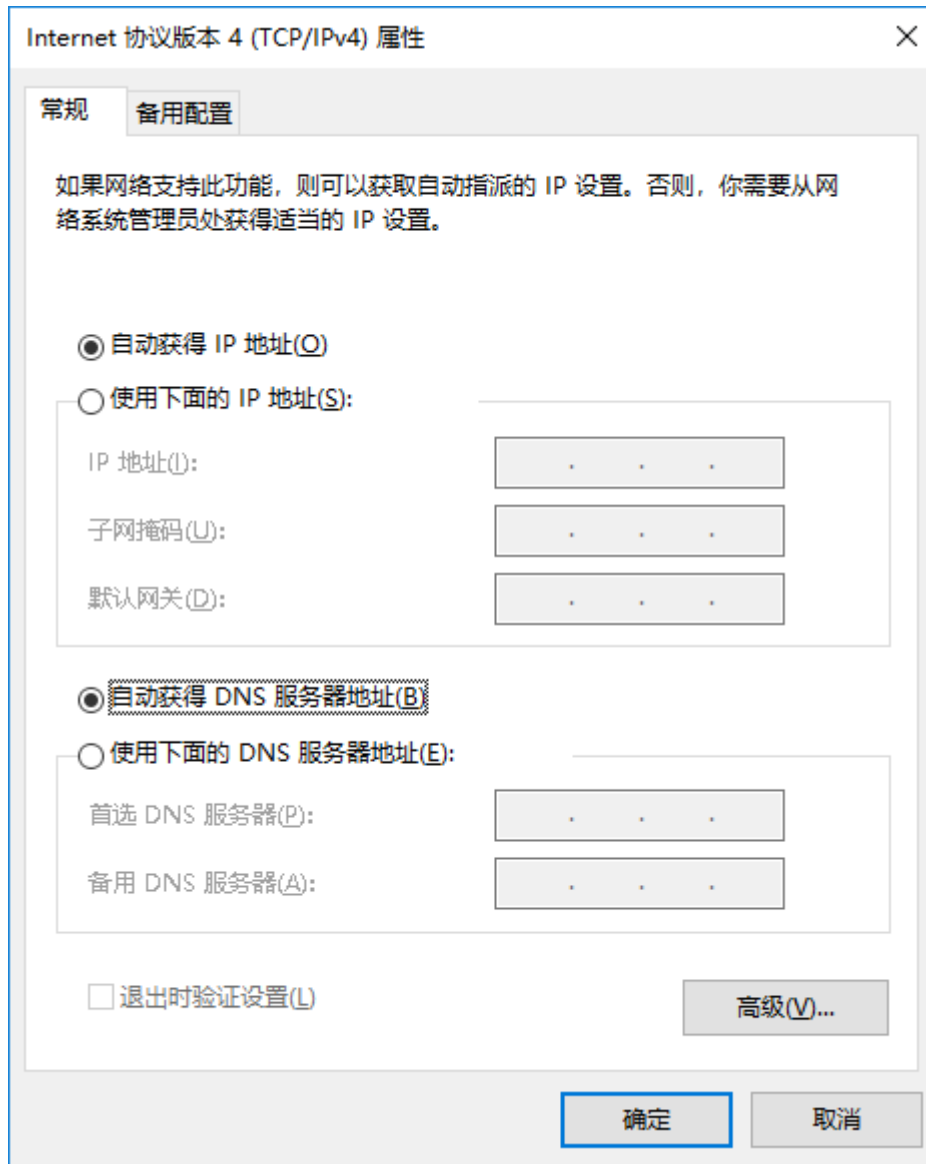 Internet 协议版本 4 (TCP/IPv4) 属性
常规
备用配置
如果网络支持此功能，则可以获取自动指派的 IP 设置。否则，你需要从网
络系统管理员处获得适当的 IP 设置。
自动获得 IP 地址(O)
使用下面的 IP 地址(S):
IP 地址(I):
. . .
子网掩码(U):
. . .
默认网关(D):
. . .
自动获得 DNS 服务器地址(B)
使用下面的 DNS 服务器地址(E):
首选 DNS 服务器(P):
. . .
备用 DNS 服务器(A):
. . .
退出时验证设置(L)
高级(V)...
确定
取消